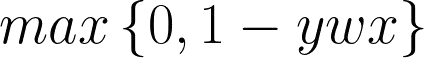 max {0, 1 − ywx}